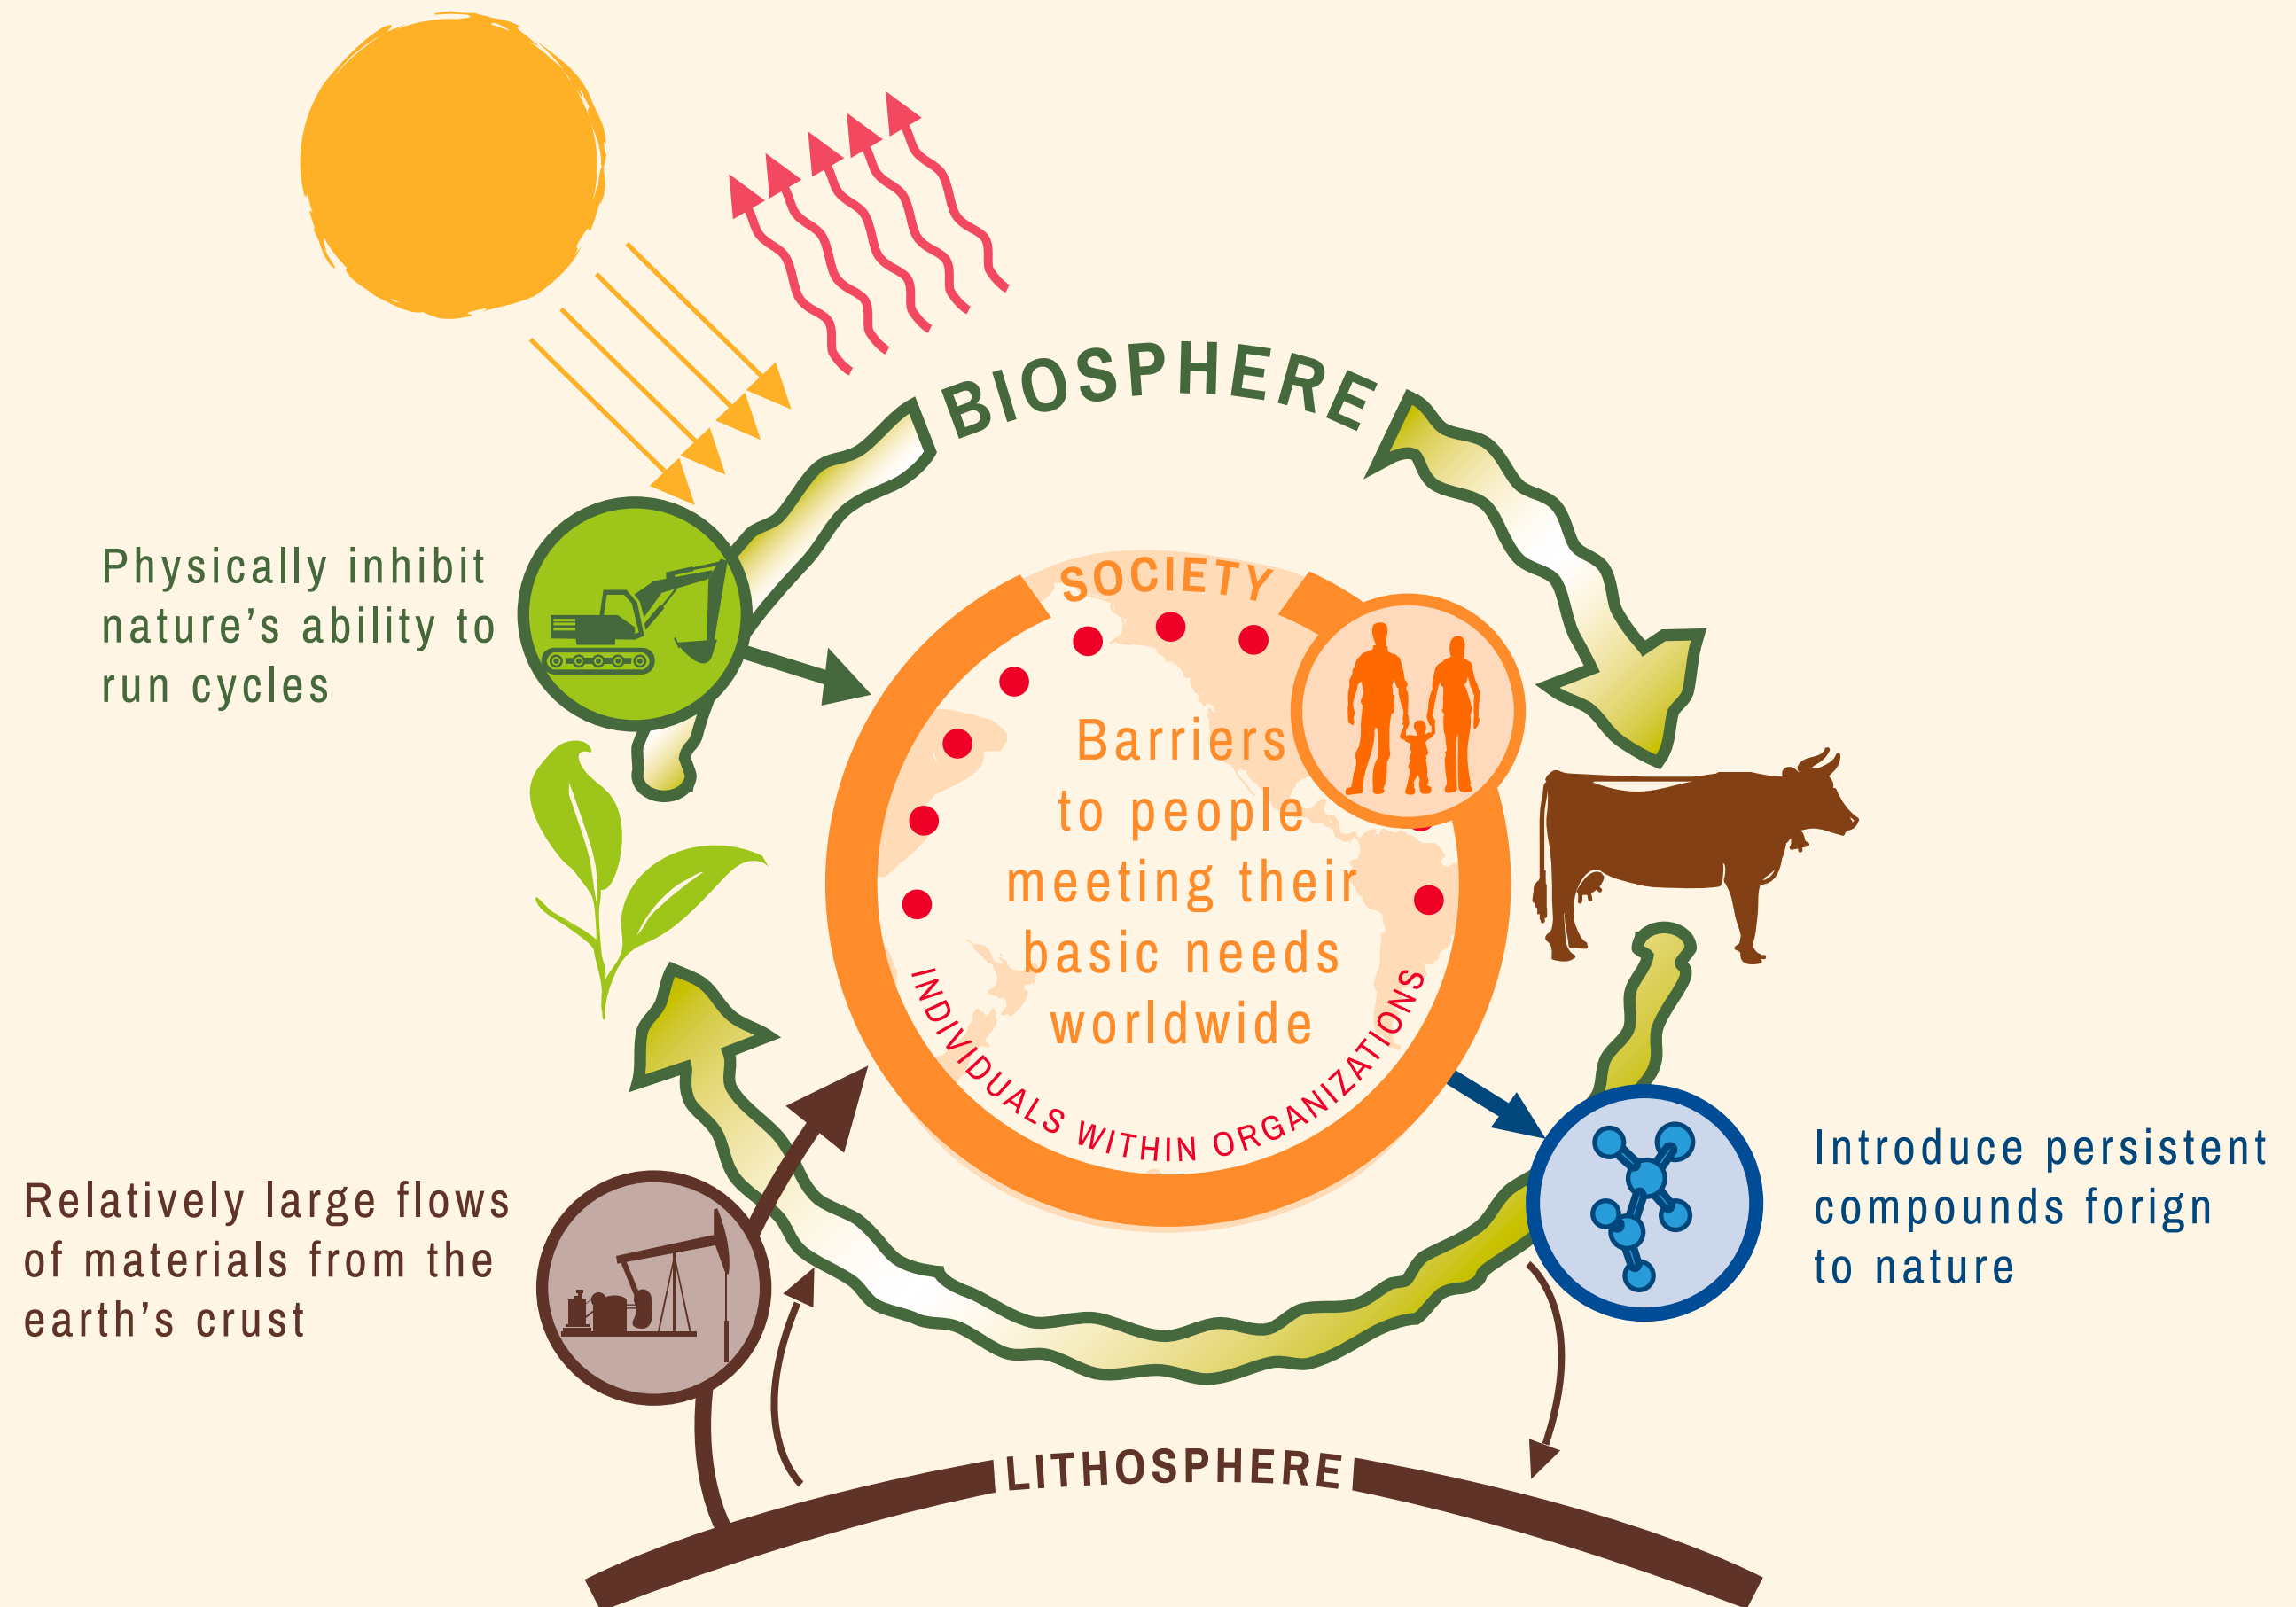 BIOSPHERE
Physically inhibit
nature's ability to
run cycles
SOCIETY
Barriers
to people
meeting their
basic needs
worldwide
INDIVIDUALS WITHIN ORGANIZATIONS
Relatively large flows
of materials from the
earth's crust
Introduce persistent
compounds forign
to nature
LITHOSPHERE